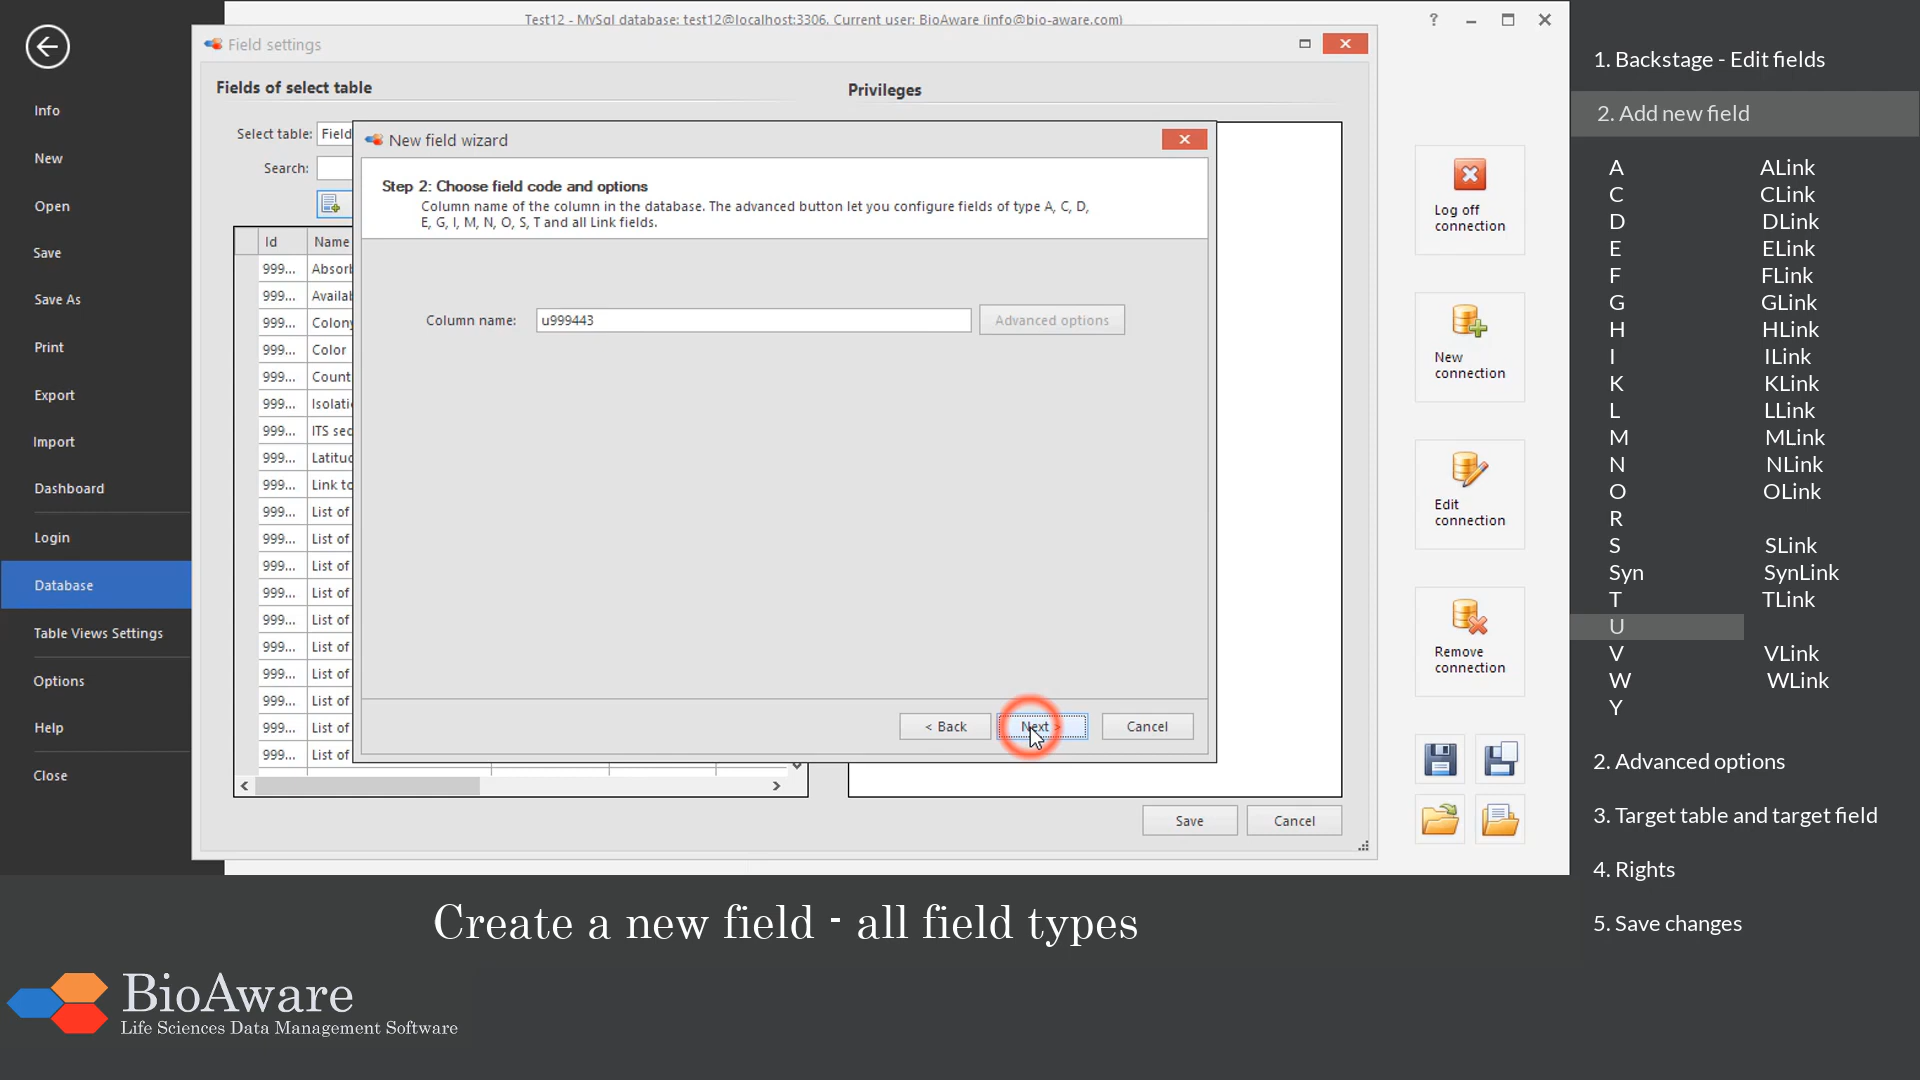 Test12 - MySql database: test12@localhost:3306. Current user: BioAware (info@bio-aware.com)
?
Field settings
Fields of select table
Privileges
Select table: Field
Search:
Id Name
999... Absorb
999... Availab
999... Colony
999... Color
999... Count
999... Isolatio
999... ITS sec
999... Latitud
999... Link to
999... List of
999... List of
999... List of
999... List of
999... List of
999... List of
999... List of
999... List of
999... List of
999... List of
New field wizard
Step 2: Choose field code and options
Column name of the column in the database. The advanced button let you configure fields of type A, C, D,
E, G, I, M, N, O, S, T and all Link fields.
Column name: u999443 Advanced options
< Back Next > Cancel
Save Cancel
Info
New
Open
Save
Save As
Print
Export
Import
Dashboard
Login
Database
Table Views Settings
Options
Help
Close
Log off
connection
New
connection
Edit
connection
Remove
connection
1. Backstage - Edit fields
2. Add new field
A ALink
C CLink
D DLink
E ELink
F FLink
G GLink
H HLink
I ILink
K KLink
L LLink
M MLink
N NLink
O OLink
R
S SLink
Syn SynLink
T TLink
U
V VLink
W WLink
Y
2. Advanced options
3. Target table and target field
4. Rights
5. Save changes
Create a new field - all field types
BioAware
Life Sciences Data Management Software